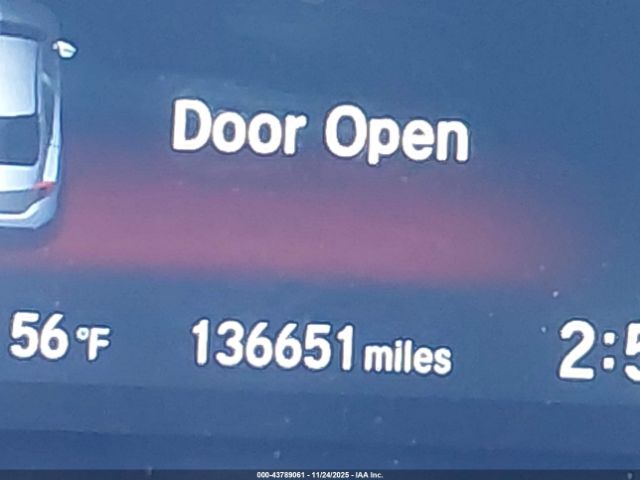 Door Open
56°F 136651 miles 2:5
000-43789061 - 11/24/2025 - IAA Inc.